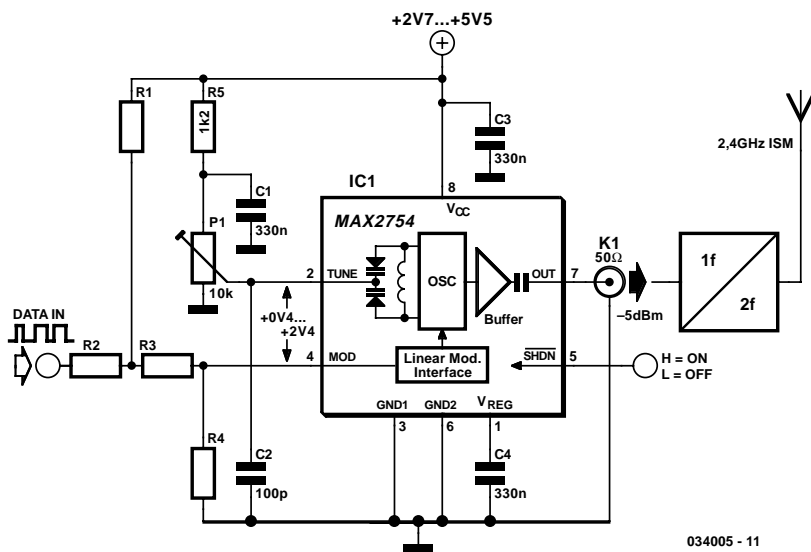 +2V7...+5V5
R1
R5
1k2
C3
330n
2,4GHz ISM
C1
330n
IC1
8
VCC
MAX2754
P1
10k
K1
50Ω
2
TUNE
OSC
OUT
7
1f
2f
–5dBm
Buffer
DATA IN
+0V4...
+2V4
R2
R3
4
MOD
Linear Mod.
Interface
SHDN
5
H = ON
L = OFF
GND1
GND2
VREG
3
6
1
R4
C2
100p
C4
330n
034005 - 11